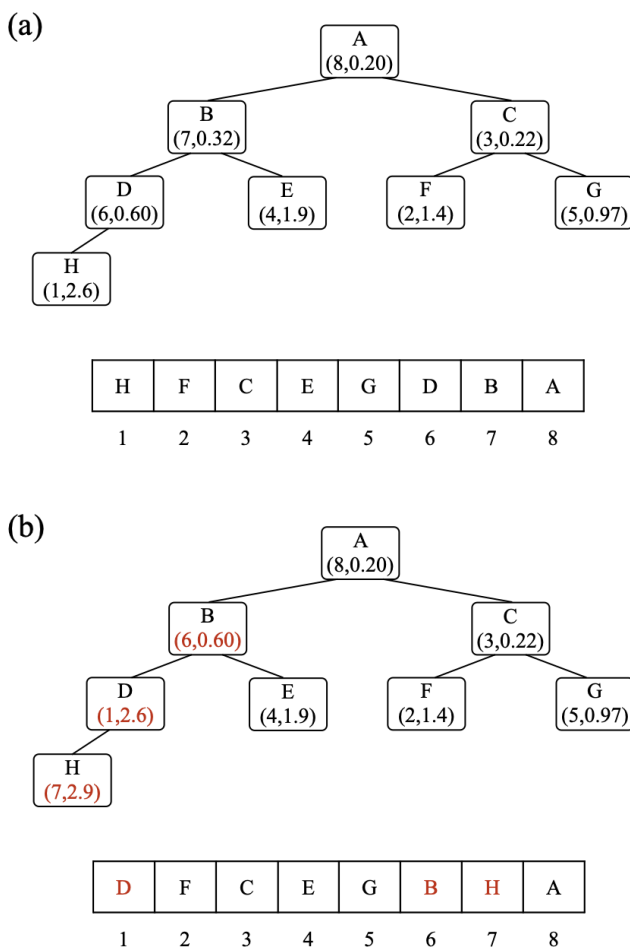 (a)
A
(8,0.20)
B
(7,0.32)
C
(3,0.22)
D
(6,0.60)
E
(4,1.9)
F
(2,1.4)
G
(5,0.97)
H
(1,2.6)
H F C E G D B A
1 2 3 4 5 6 7 8
(b)
A
(8,0.20)
B
(6,0.60)
C
(3,0.22)
D
(1,2.6)
E
(4,1.9)
F
(2,1.4)
G
(5,0.97)
H
(7,2.9)
D F C E G B H A
1 2 3 4 5 6 7 8